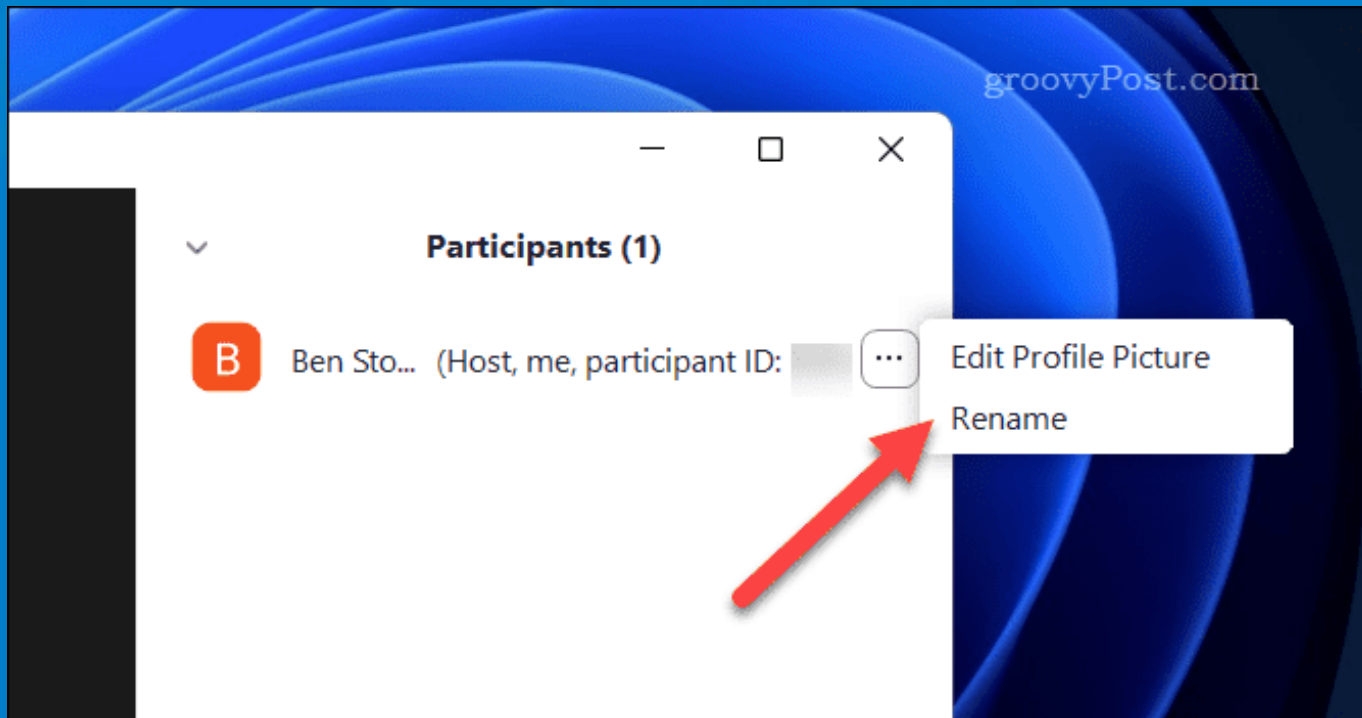 groovyPost.com
Participants (1)
B
Ben Sto... (Host, me, participant ID:
...
Edit Profile Picture
Rename